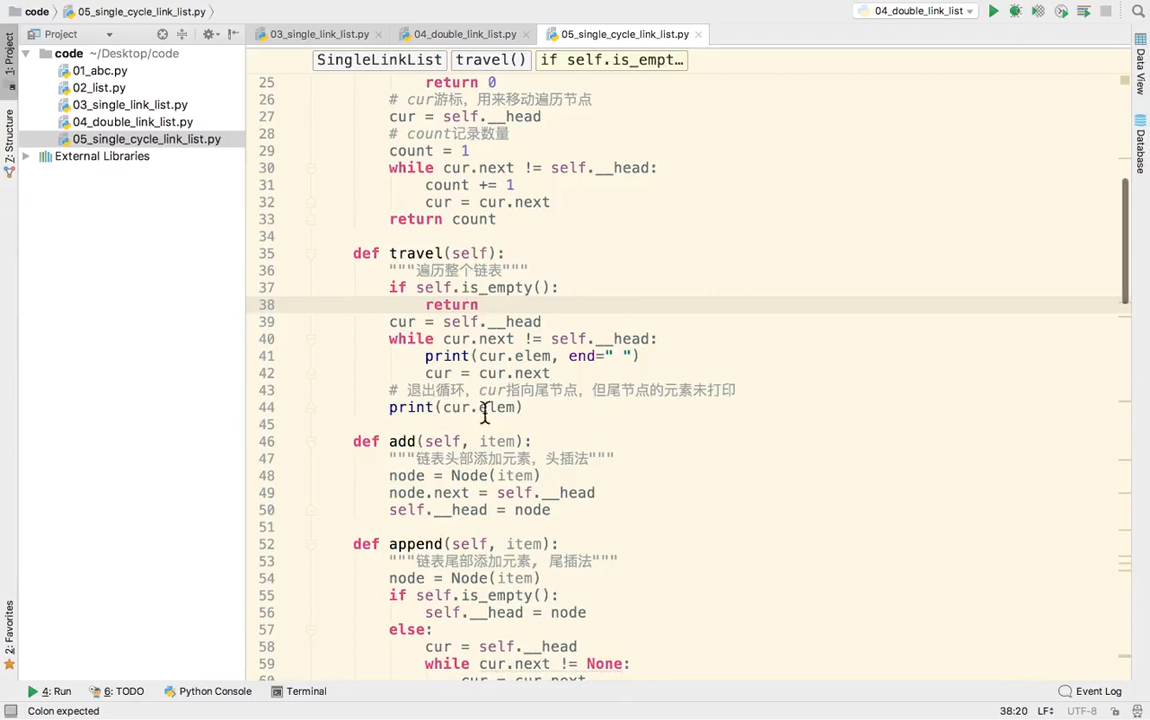 code
05_single_cycle_link_list.py
04_double_link_list
Project
03_single_link_list.py
04_double_link_list.py
05_single_cycle_link_list.py
code ~/Desktop/code
01_abc.py
02_list.py
03_single_link_list.py
04_double_link_list.py
05_single_cycle_link_list.py
External Libraries
1: Project
7: Structure
2: Favorites
Data View
Database
SingleLinkList
travel()
if self.is_empt…
25 return 0
26 # cur游标，用来移动遍历节点
27 cur = self.__head
28 # count记录数量
29 count = 1
30 while cur.next != self.__head:
31 count += 1
32 cur = cur.next
33 return count
34
35 def travel(self):
36 """遍历整个链表"""
37 if self.is_empty():
38 return
39 cur = self.__head
40 while cur.next != self.__head:
41 print(cur.elem, end=" ")
42 cur = cur.next
43 # 退出循环，cur指向尾节点，但尾节点的元素未打印
44 print(cur.elem)
45
46 def add(self, item):
47 """链表头部添加元素，头插法"""
48 node = Node(item)
49 node.next = self.__head
50 self.__head = node
51
52 def append(self, item):
53 """链表尾部添加元素, 尾插法"""
54 node = Node(item)
55 if self.is_empty():
56 self.__head = node
57 else:
58 cur = self.__head
59 while cur.next != None:
4: Run
6: TODO
Python Console
Terminal
Event Log
Colon expected
38:20
LF
UTF-8